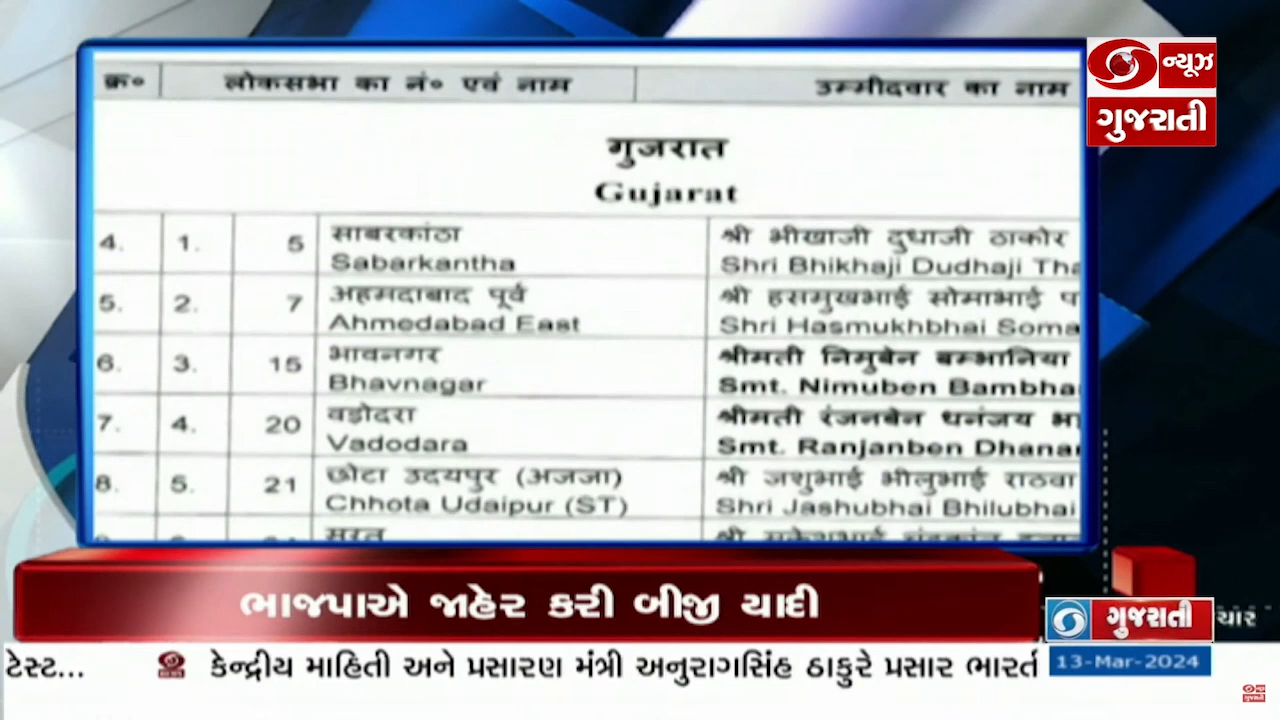 क्र० लोकसभा का नं० एवं नाम उम्मीदवार का नाम
न्यूઝ
ગુજરાતી
गुजरात
Gujarat
4. 1. 5 साबरकांठा श्री भीखाजी दुधाजी ठाकोर
Sabarkantha Shri Bhikhaji Dudhaji Tha
5. 2. 7 अहमदाबाद पूर्व श्री हसमुखभाई सोमाभाई प
Ahmedabad East Shri Hasmukhbhai Soma
6. 3. 15 भावनगर श्रीमती निमुबेन बम्भानिया
Bhavnagar Smt. Nimuben Bambha
7. 4. 20 वड़ोदरा श्रीमती रंजनबेन धनंजय भ
Vadodara Smt. Ranjanben Dhana
8. 5. 21 छोटा उदयपुर (अजजा) श्री जशुभाई भीलुभाई राठवा
Chhota Udaipur (ST) Shri Jashubhai Bhilubhai
सूरत
ભાજપાએ જાહેર કરી બીજી યાદી
ગુજરાતી ચાર
ટેસ્ટ... કેન્દ્રીય માહિતી અને પ્રસારણ મંત્રી અનુરાગસિંહ ઠાકુરે પ્રસાર ભારત
13-Mar-2024